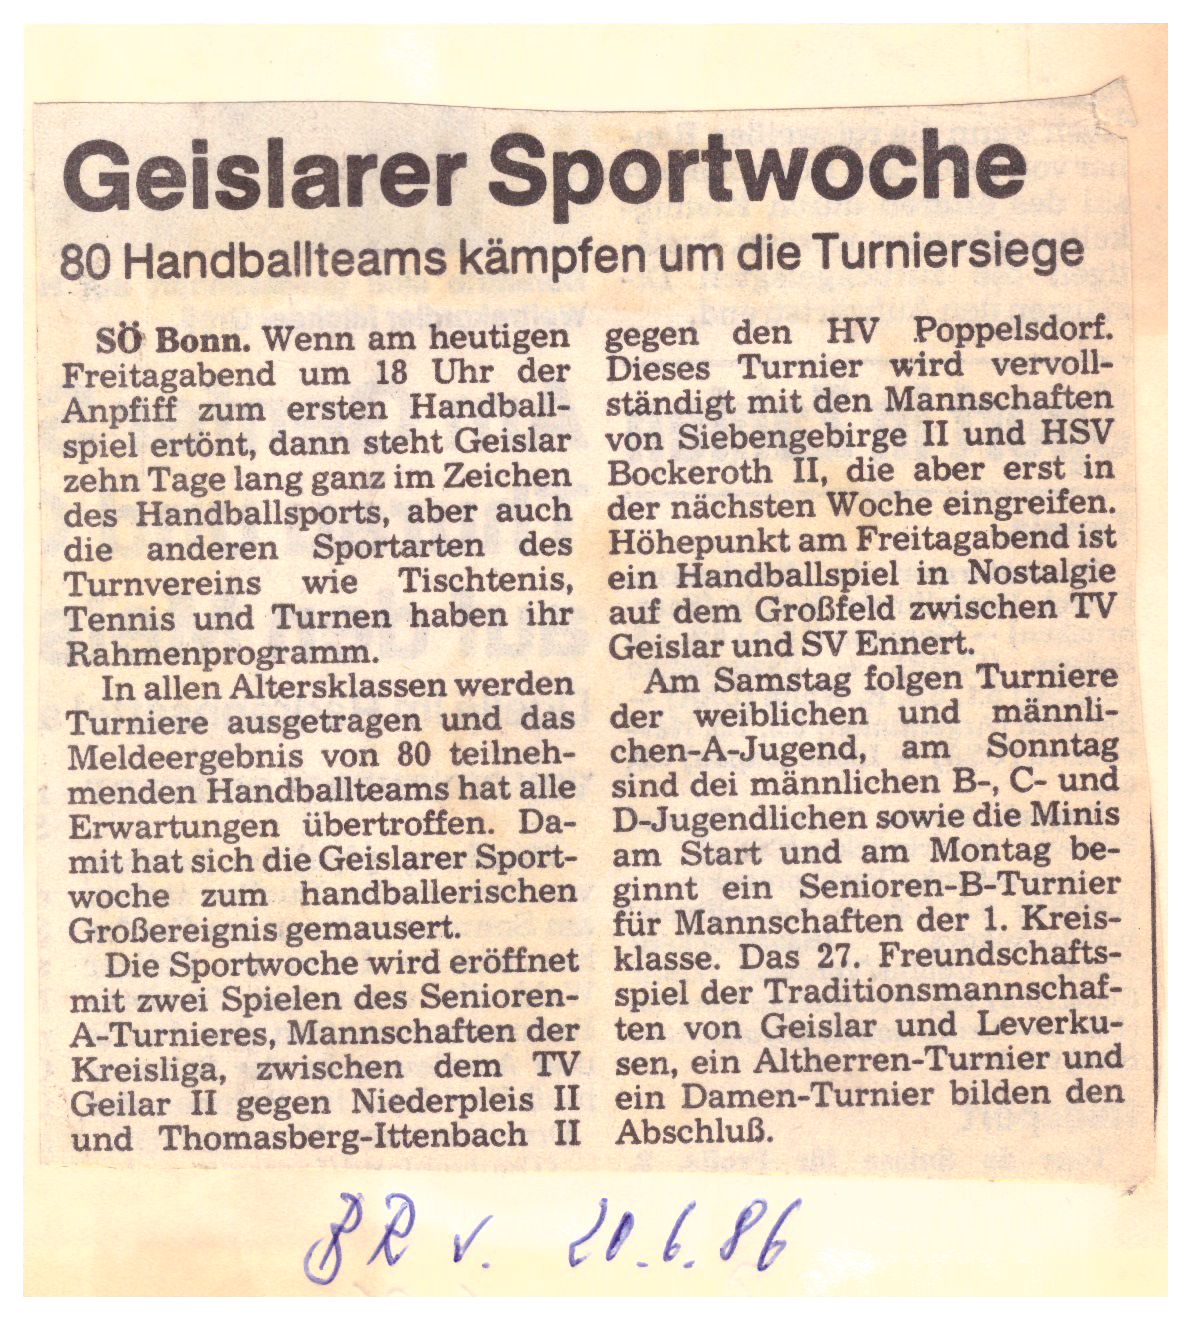 Geislarer Sportwoche
80 Handballteams kämpfen um die Turniersiege
SÖ Bonn. Wenn am heutigen
Freitagabend um 18 Uhr der
Anpfiff zum ersten Handball-
spiel ertönt, dann steht Geislar
zehn Tage lang ganz im Zeichen
des Handballsports, aber auch
die anderen Sportarten des
Turnvereins wie Tischtenis,
Tennis und Turnen haben ihr
Rahmenprogramm.
In allen Altersklassen werden
Turniere ausgetragen und das
Meldeergebnis von 80 teilneh-
menden Handballteams hat alle
Erwartungen übertroffen. Da-
mit hat sich die Geislarer Sport-
woche zum handballerischen
Großereignis gemausert.
Die Sportwoche wird eröffnet
mit zwei Spielen des Senioren-
A-Turnieres, Mannschaften der
Kreisliga, zwischen dem TV
Geilar II gegen Niederpleis II
und Thomasberg-Ittenbach II
gegen den HV Poppelsdorf.
Dieses Turnier wird vervoll-
ständigt mit den Mannschaften
von Siebengebirge II und HSV
Bockeroth II, die aber erst in
der nächsten Woche eingreifen.
Höhepunkt am Freitagabend ist
ein Handballspiel in Nostalgie
auf dem Großfeld zwischen TV
Geislar und SV Ennert.
Am Samstag folgen Turniere
der weiblichen und männli-
chen-A-Jugend, am Sonntag
sind dei männlichen B-, C- und
D-Jugendlichen sowie die Minis
am Start und am Montag be-
ginnt ein Senioren-B-Turnier
für Mannschaften der 1. Kreis-
klasse. Das 27. Freundschafts-
spiel der Traditionsmannschaf-
ten von Geislar und Leverku-
sen, ein Altherren-Turnier und
ein Damen-Turnier bilden den
Abschluß.
BR v. 20.6.86